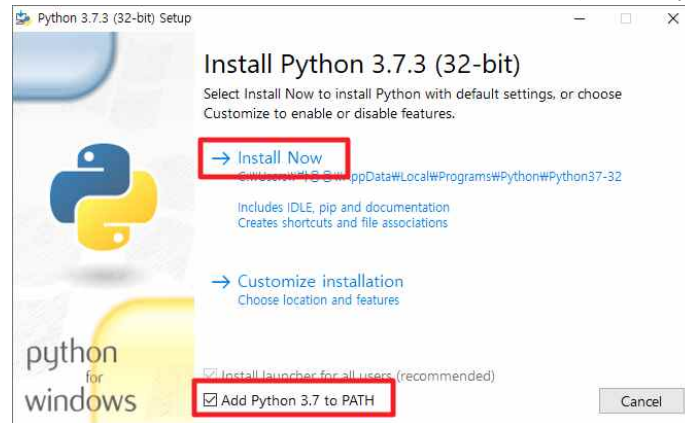 Python 3.7.3 (32-bit) Setup
Install Python 3.7.3 (32-bit)
Select Install Now to install Python with default settings, or choose
Customize to enable or disable features.
→ Install Now
AppData₩Local₩Programs₩Python₩Python37-32
Includes IDLE, pip and documentation
Creates shortcuts and file associations
→ Customize installation
Choose location and features
python
for
windows
Install launcher for all users (recommended)
Add Python 3.7 to PATH
Cancel